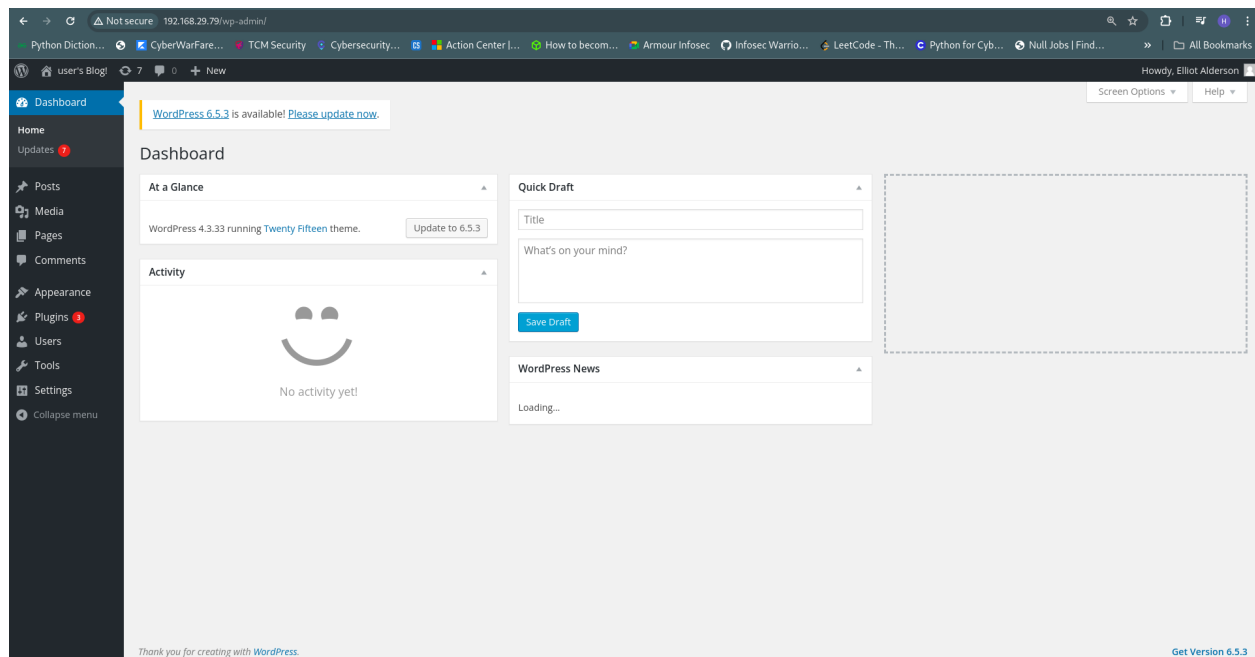 Not secure 192.168.29.79/wp-admin/
Python Diction... CyberWarFare... TCM Security Cybersecurity... CS Action Center |... How to becom... Armour Infosec Infosec Warrio... LeetCode - Th... Python for Cyb... Null Jobs | Find... » All Bookmarks
user's Blog! 7 0 + New Howdy, Elliot Alderson
Screen Options Help
Dashboard
Home
Updates 7
Posts
Media
Pages
Comments
Appearance
Plugins 3
Users
Tools
Settings
Collapse menu
WordPress 6.5.3 is available! Please update now.
Dashboard
At a Glance
WordPress 4.3.33 running Twenty Fifteen theme. Update to 6.5.3
Activity
No activity yet!
Quick Draft
Title
What's on your mind?
Save Draft
WordPress News
Loading...
Thank you for creating with WordPress. Get Version 6.5.3